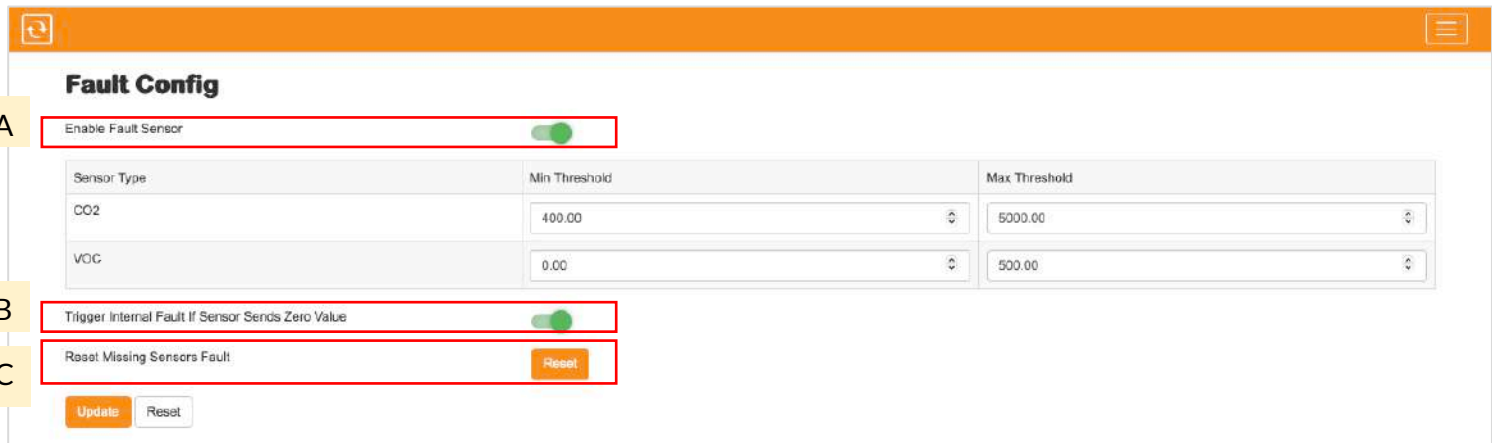 Fault Config
A
Enable Fault Sensor
Sensor Type Min Threshold Max Threshold
CO2 400.00 5000.00
VOC 0.00 500.00
B
Trigger Internal Fault If Sensor Sends Zero Value
Reset Missing Sensors Fault Reset
C
Update Reset